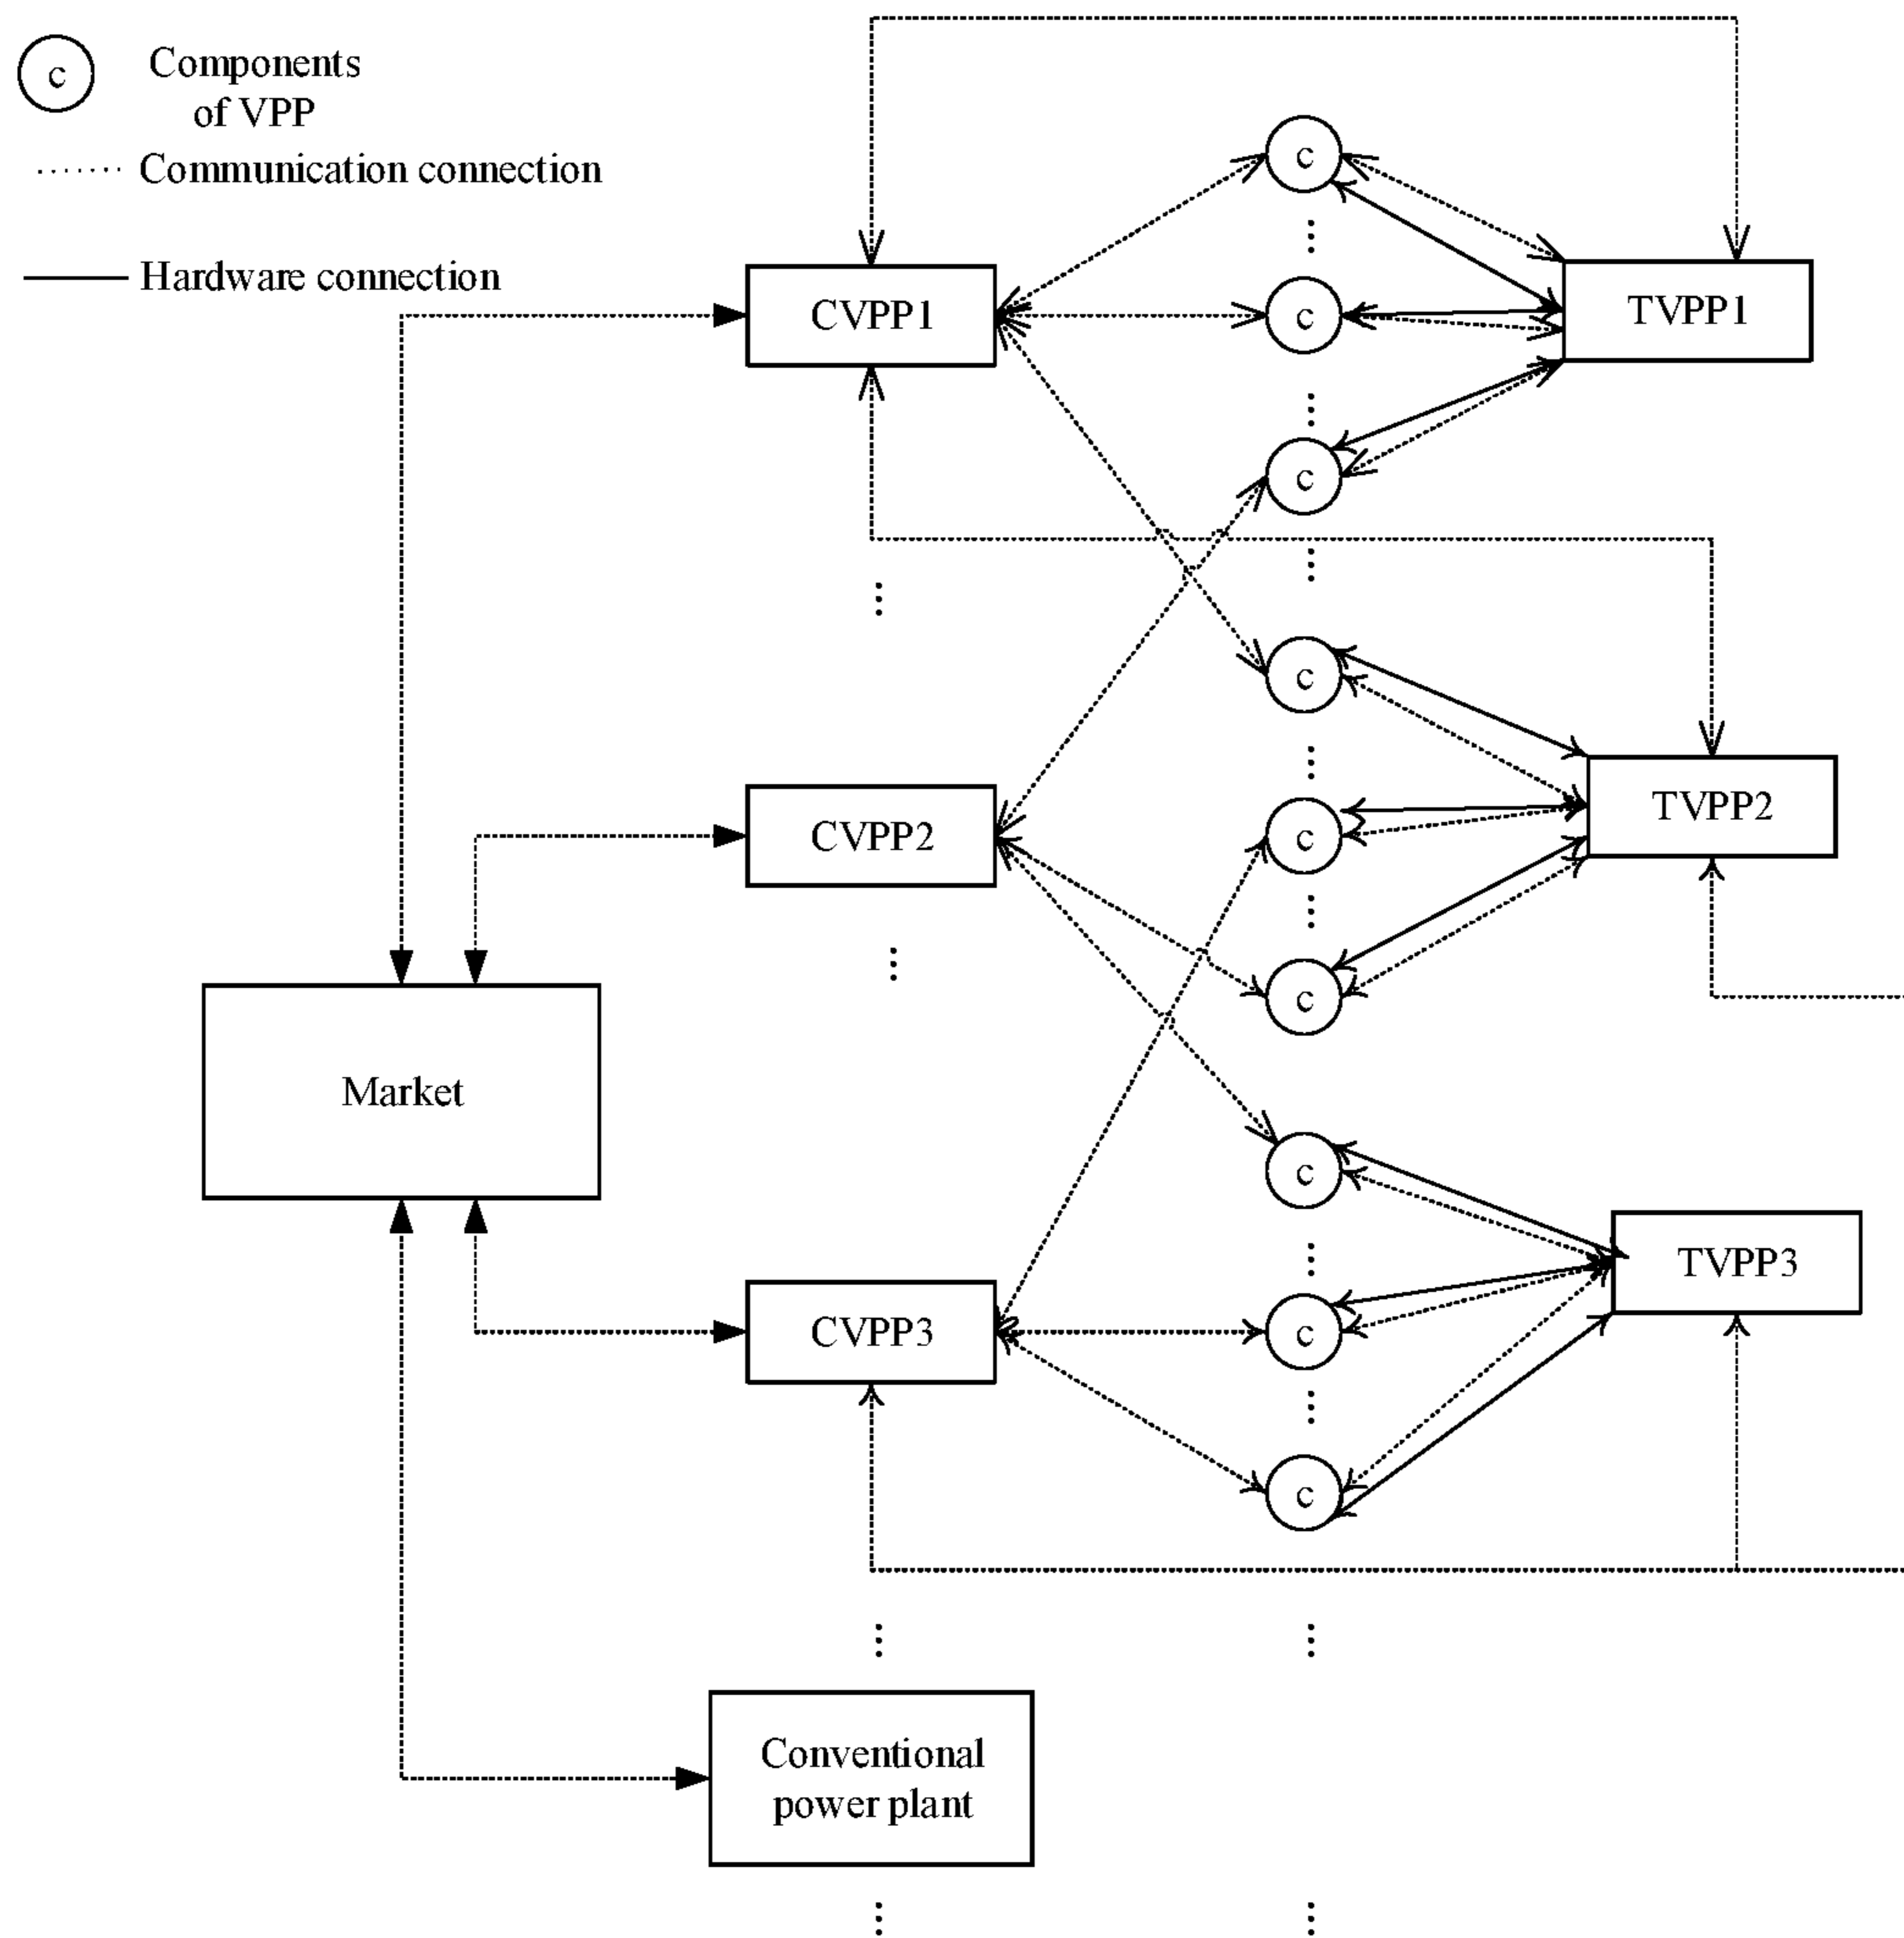 c
Components
of VPP
Communication connection
Hardware connection
c
c
CVPP1
TVPP1
c
c
CVPP2
c
TVPP2
c
Market
c
CVPP3
c
TVPP3
c
Conventional
power plant